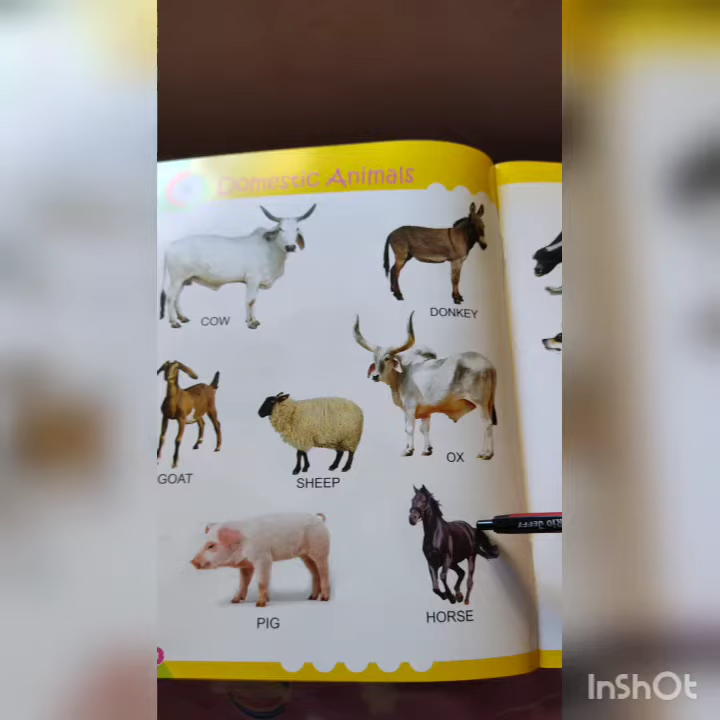 Domestic Animals
COW
DONKEY
GOAT
SHEEP
OX
PIG
HORSE
InShOt